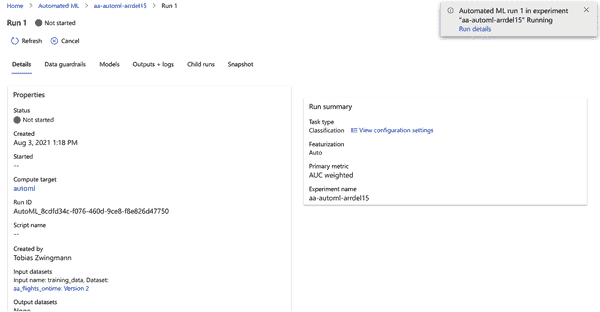 Home > Automated ML > aa-automl-arrdel15 > Run 1
Run 1 Not started
Refresh Cancel
Details Data guardrails Models Outputs + logs Child runs Snapshot
Automated ML run 1 in experiment
"aa-automl-arrdel15" Running
Run details
Properties
Status
Not started
Created
Aug 3, 2021 1:18 PM
Started
--
Compute target
automl
Run ID
AutoML_8cdfd34c-f076-460d-9ce8-f8e826d47750
Script name
--
Created by
Tobias Zwingmann
Input datasets
Input name: training_data, Dataset:
aa_flights_ontime: Version 2
Output datasets
None
Run summary
Task type
Classification View configuration settings
Featurization
Auto
Primary metric
AUC weighted
Experiment name
aa-automl-arrdel15